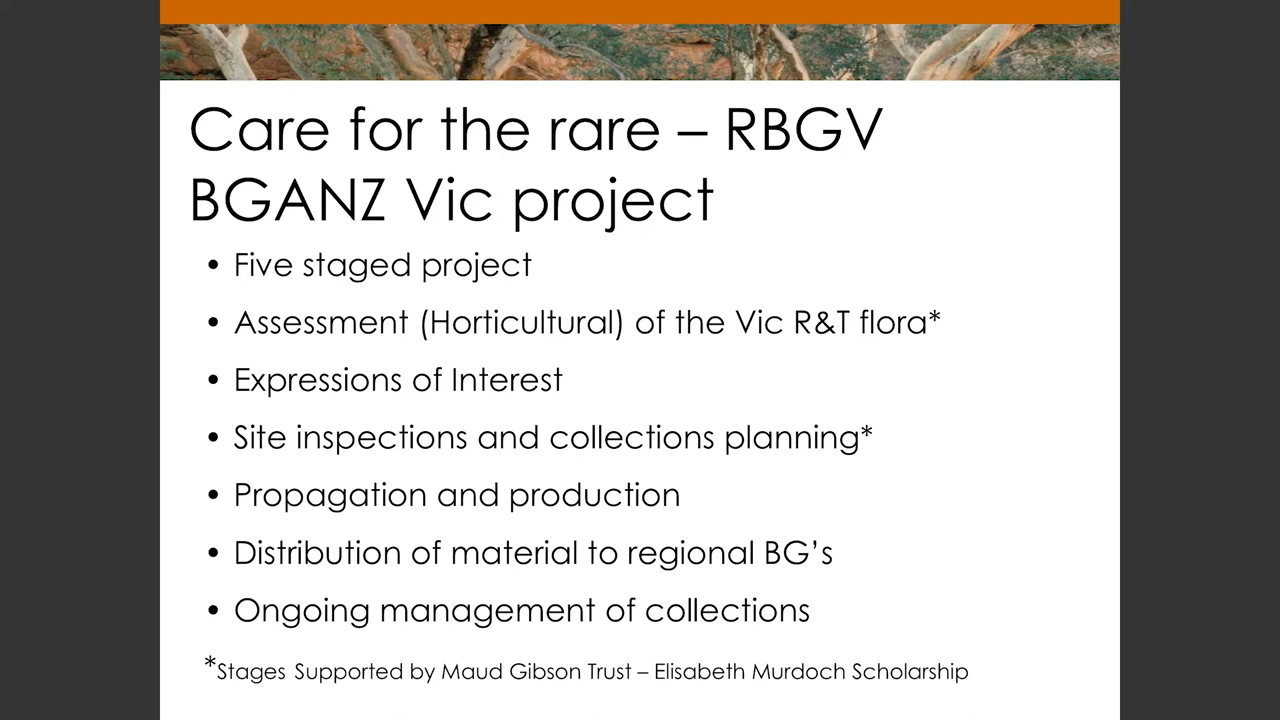 Care for the rare – RBGV
BGANZ Vic project
• Five staged project
• Assessment (Horticultural) of the Vic R&T flora*
• Expressions of Interest
• Site inspections and collections planning*
• Propagation and production
• Distribution of material to regional BG’s
• Ongoing management of collections
*Stages Supported by Maud Gibson Trust – Elisabeth Murdoch Scholarship